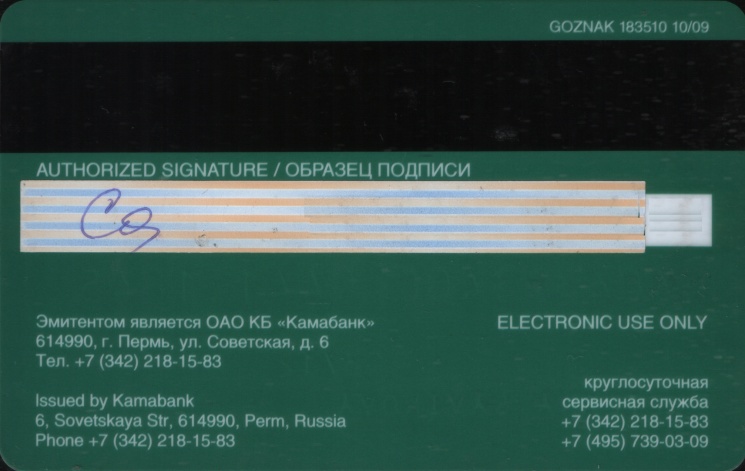 GOZNAK 183510 10/09
AUTHORIZED SIGNATURE / ОБРАЗЕЦ ПОДПИСИ
Эмитентом является ОАО КБ «Камабанк»
614990, г. Пермь, ул. Советская, д. 6
Тел. +7 (342) 218-15-83
ELECTRONIC USE ONLY
Issued by Kamabank
6, Sovetskaya Str, 614990, Perm, Russia
Phone +7 (342) 218-15-83
круглосуточная
сервисная служба
+7 (342) 218-15-83
+7 (495) 739-03-09